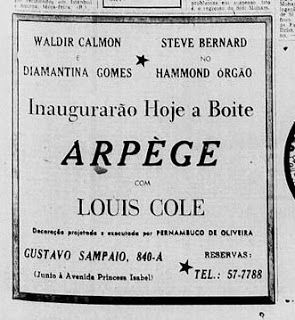 WALDIR CALMON
E
DIAMANTINA GOMES
STEVE BERNARD
NO
HAMMOND ÓRGÃO
Inaugurarão Hoje a Boite
ARPÈGE
COM
LOUIS COLE
Decoração projetada e executada por PERNAMBUCO DE OLIVEIRA
GUSTAVO SAMPAIO, 840-A
(Junto à Avenida Princesa Isabel)
RESERVAS:
TEL.: 57-7788